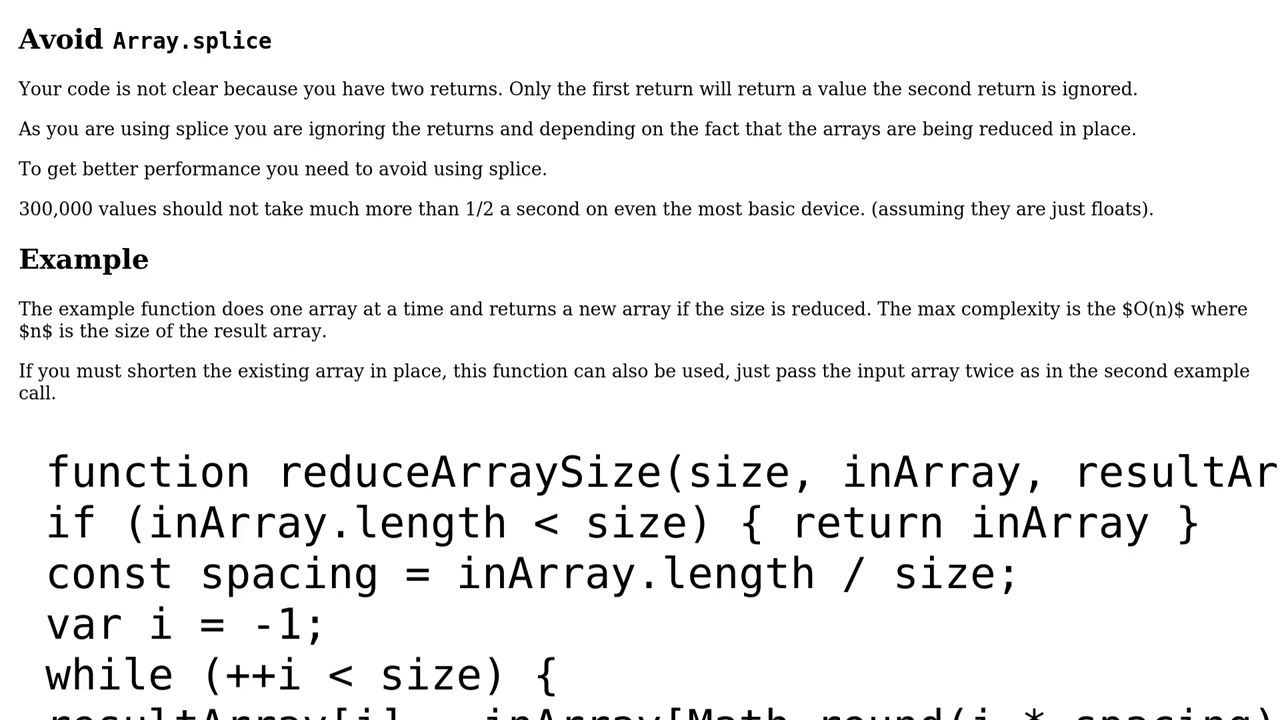 Avoid Array.splice
Your code is not clear because you have two returns. Only the first return will return a value the second return is ignored.
As you are using splice you are ignoring the returns and depending on the fact that the arrays are being reduced in place.
To get better performance you need to avoid using splice.
300,000 values should not take much more than 1/2 a second on even the most basic device. (assuming they are just floats).
Example
The example function does one array at a time and returns a new array if the size is reduced. The max complexity is the $O(n)$ where
$n$ is the size of the result array.
If you must shorten the existing array in place, this function can also be used, just pass the input array twice as in the second example
call.
function reduceArraySize(size, inArray, resultAr
if (inArray.length < size) { return inArray }
const spacing = inArray.length / size;
var i = -1;
while (++i < size) {
resultArray[i] = inArray[Math.round(i * spacing)